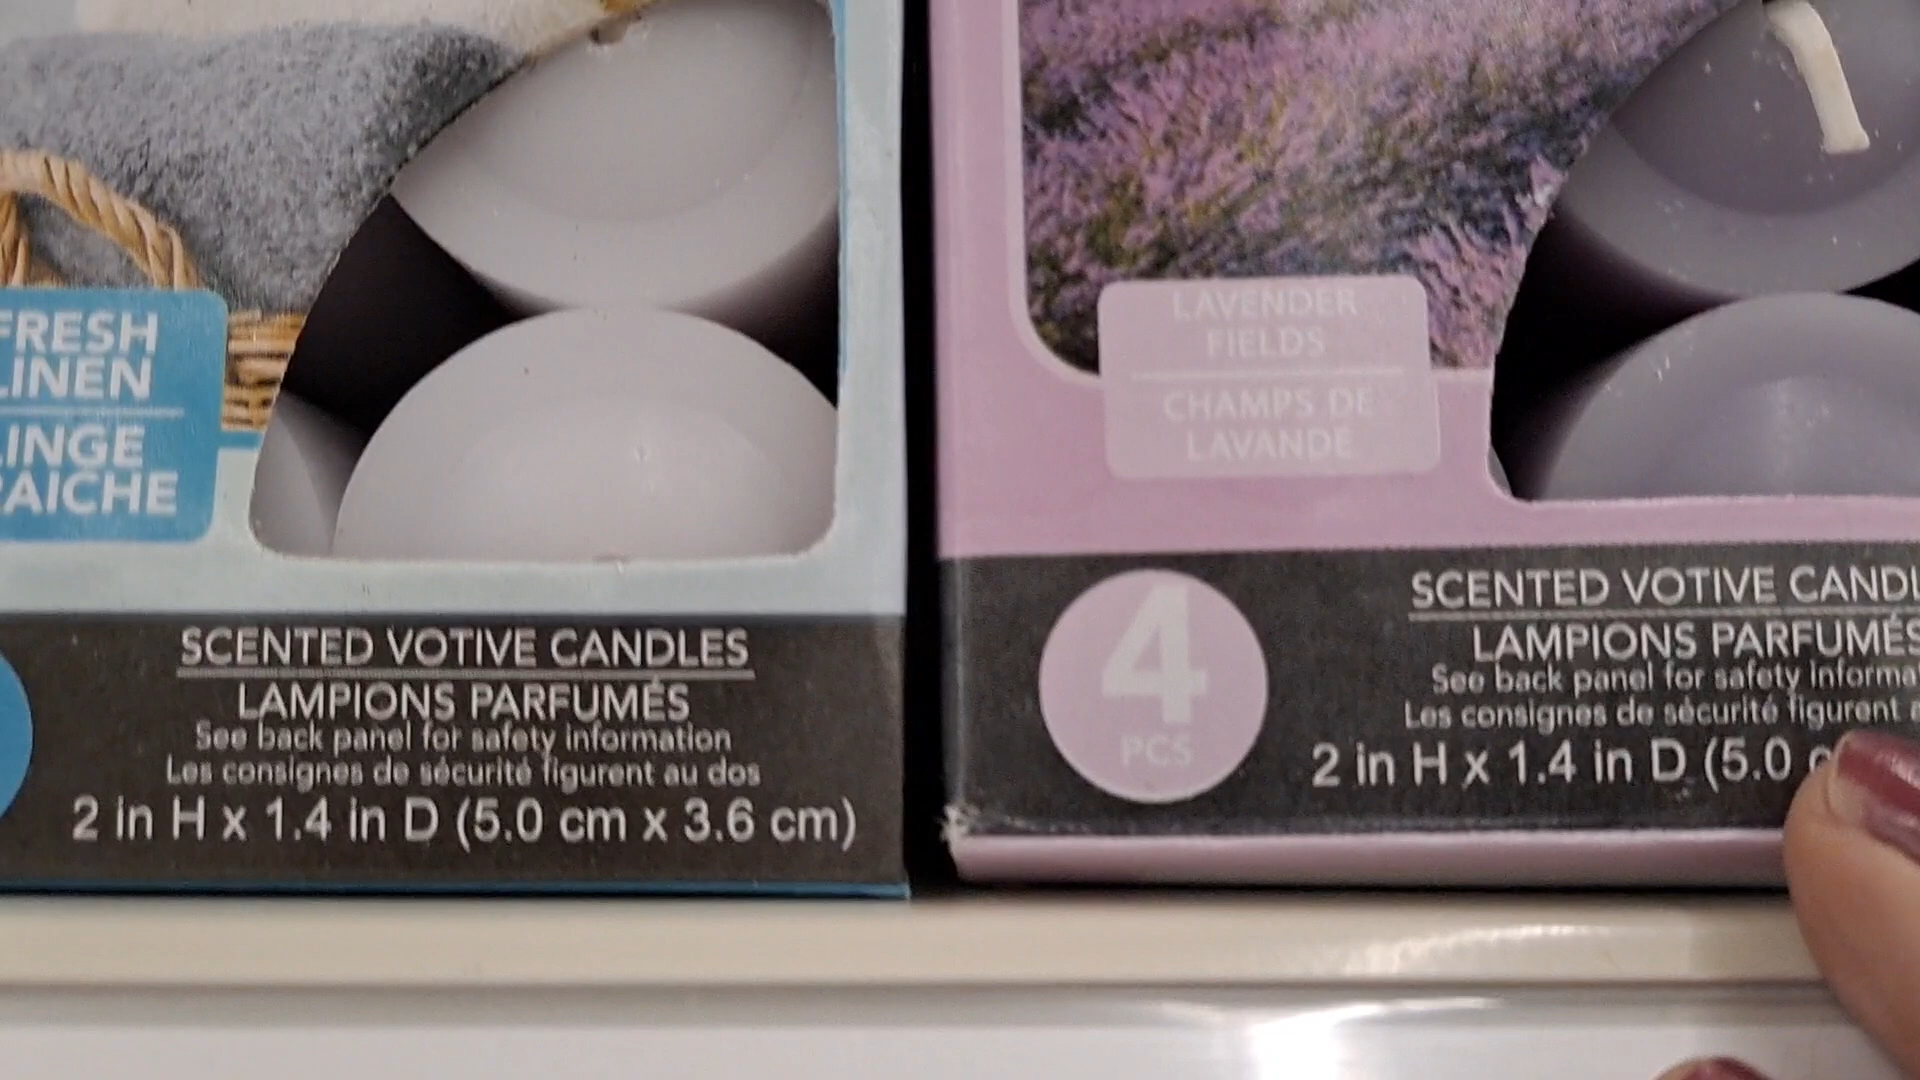 FRESH
LINEN
LINGE
RAICHE
SCENTED VOTIVE CANDLES
LAMPIONS PARFUMÉS
See back panel for safety information
Les consignes de sécurité figurent au dos
2 in H x 1.4 in D (5.0 cm x 3.6 cm)
LAVENDER
FIELDS
CHAMPS DE
LAVANDE
4
PCS
SCENTED VOTIVE CANDL
LAMPIONS PARFUMÉS
See back panel for safety informa
Les consignes de sécurité figurent a
2 in H x 1.4 in D (5.0 c